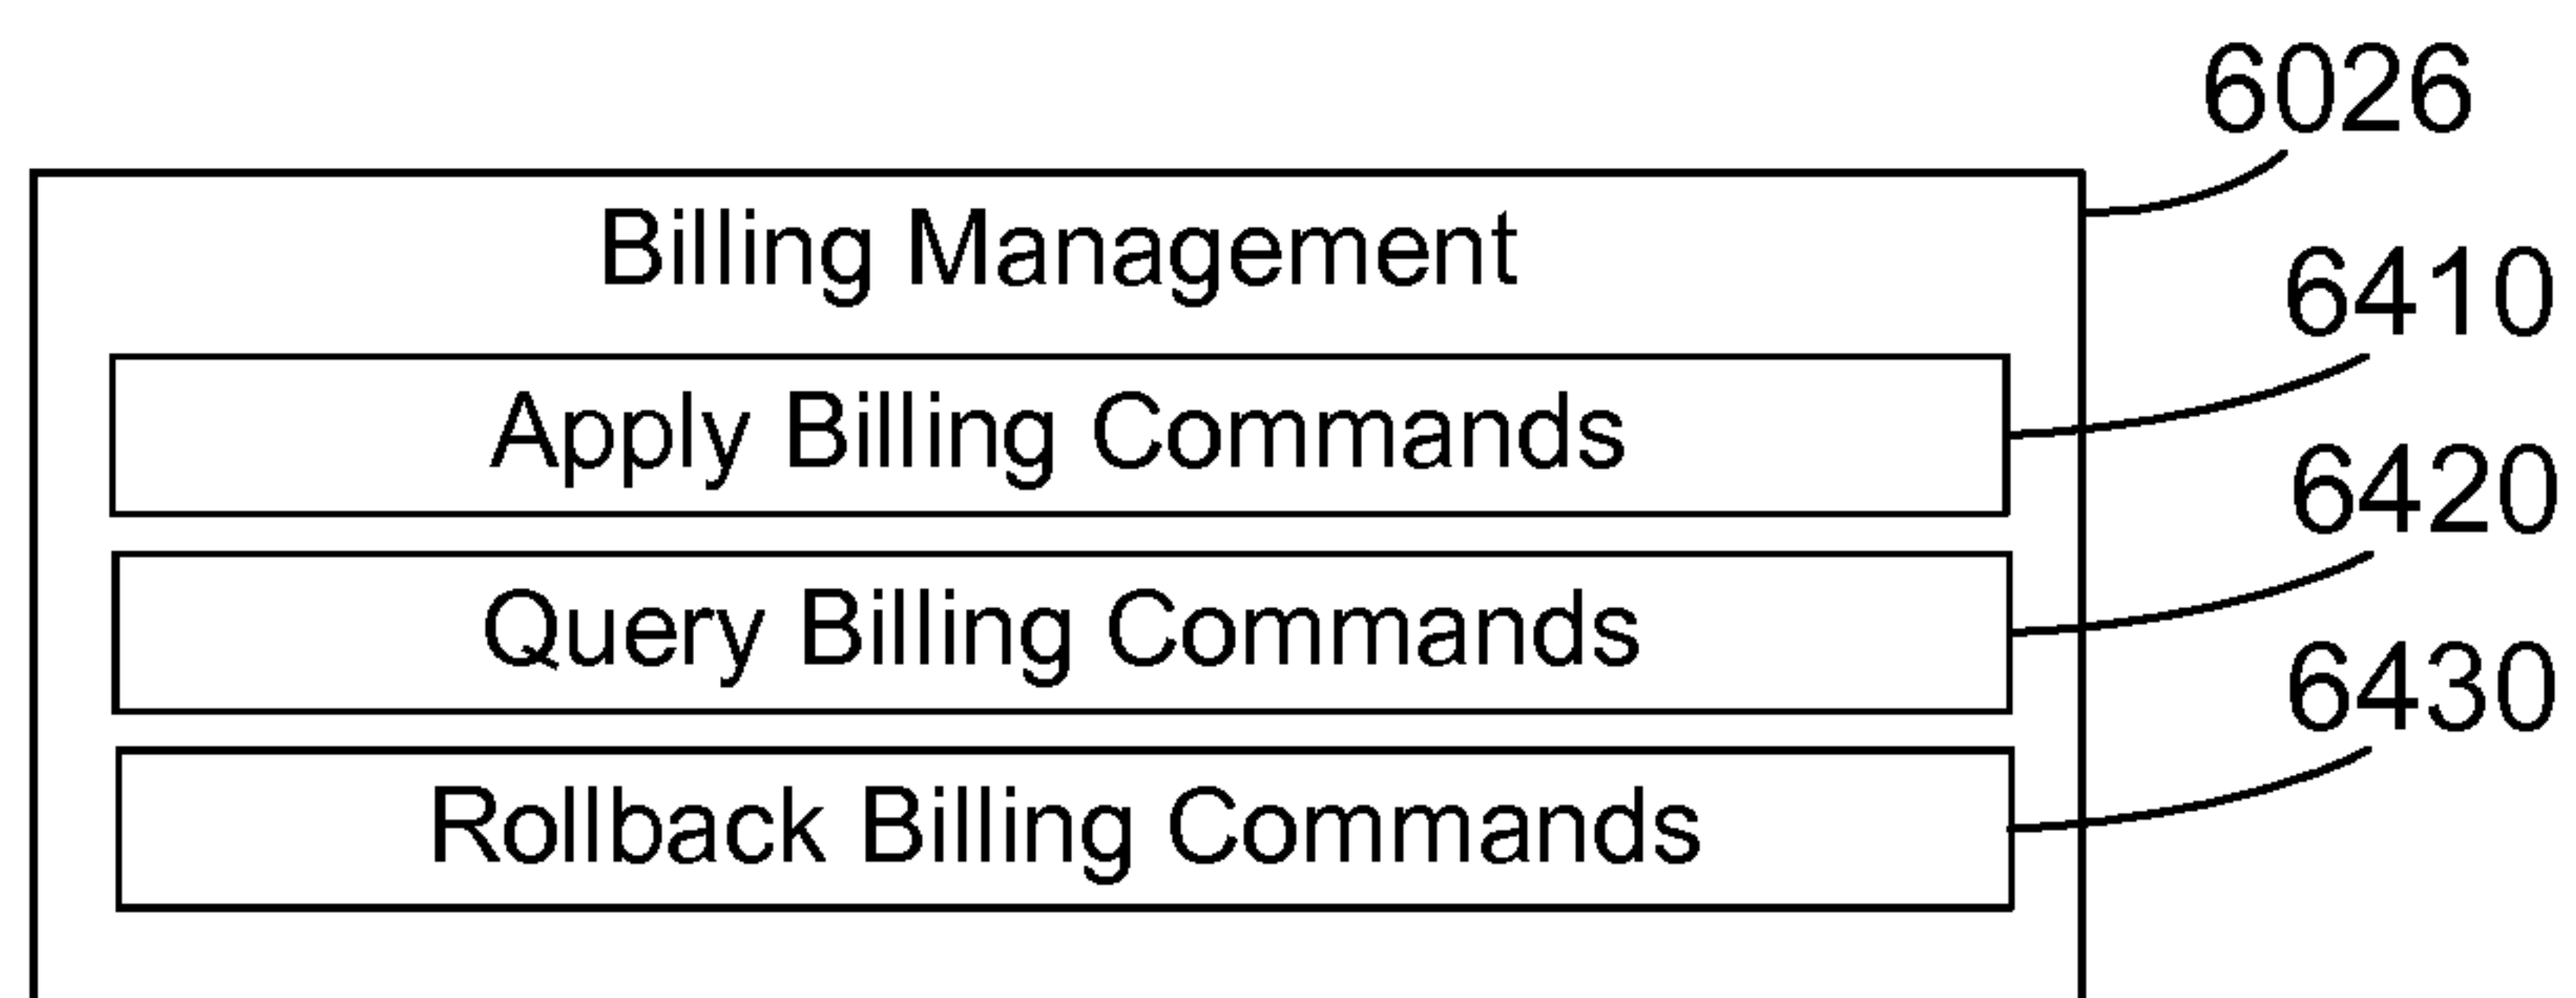 6026
Billing Management
6410
Apply Billing Commands
6420
Query Billing Commands
6430
Rollback Billing Commands